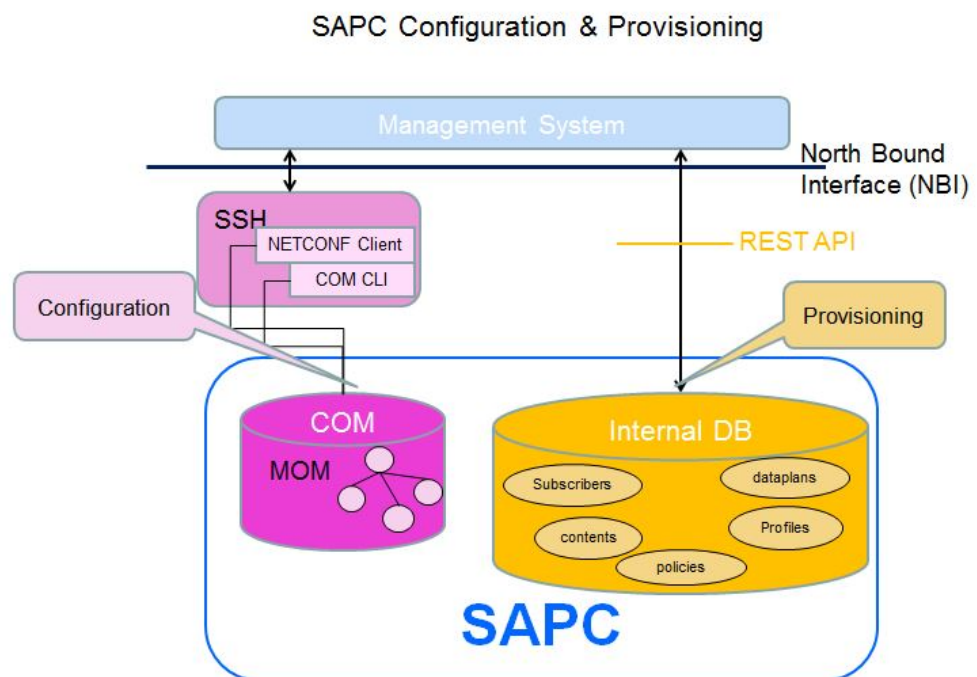 SAPC Configuration & Provisioning
Management System
North Bound
Interface (NBI)
SSH
NETCONF Client
COM CLI
REST API
Configuration
Provisioning
COM
MOM
Internal DB
Subscribers
dataplans
contents
Profiles
policies
SAPC